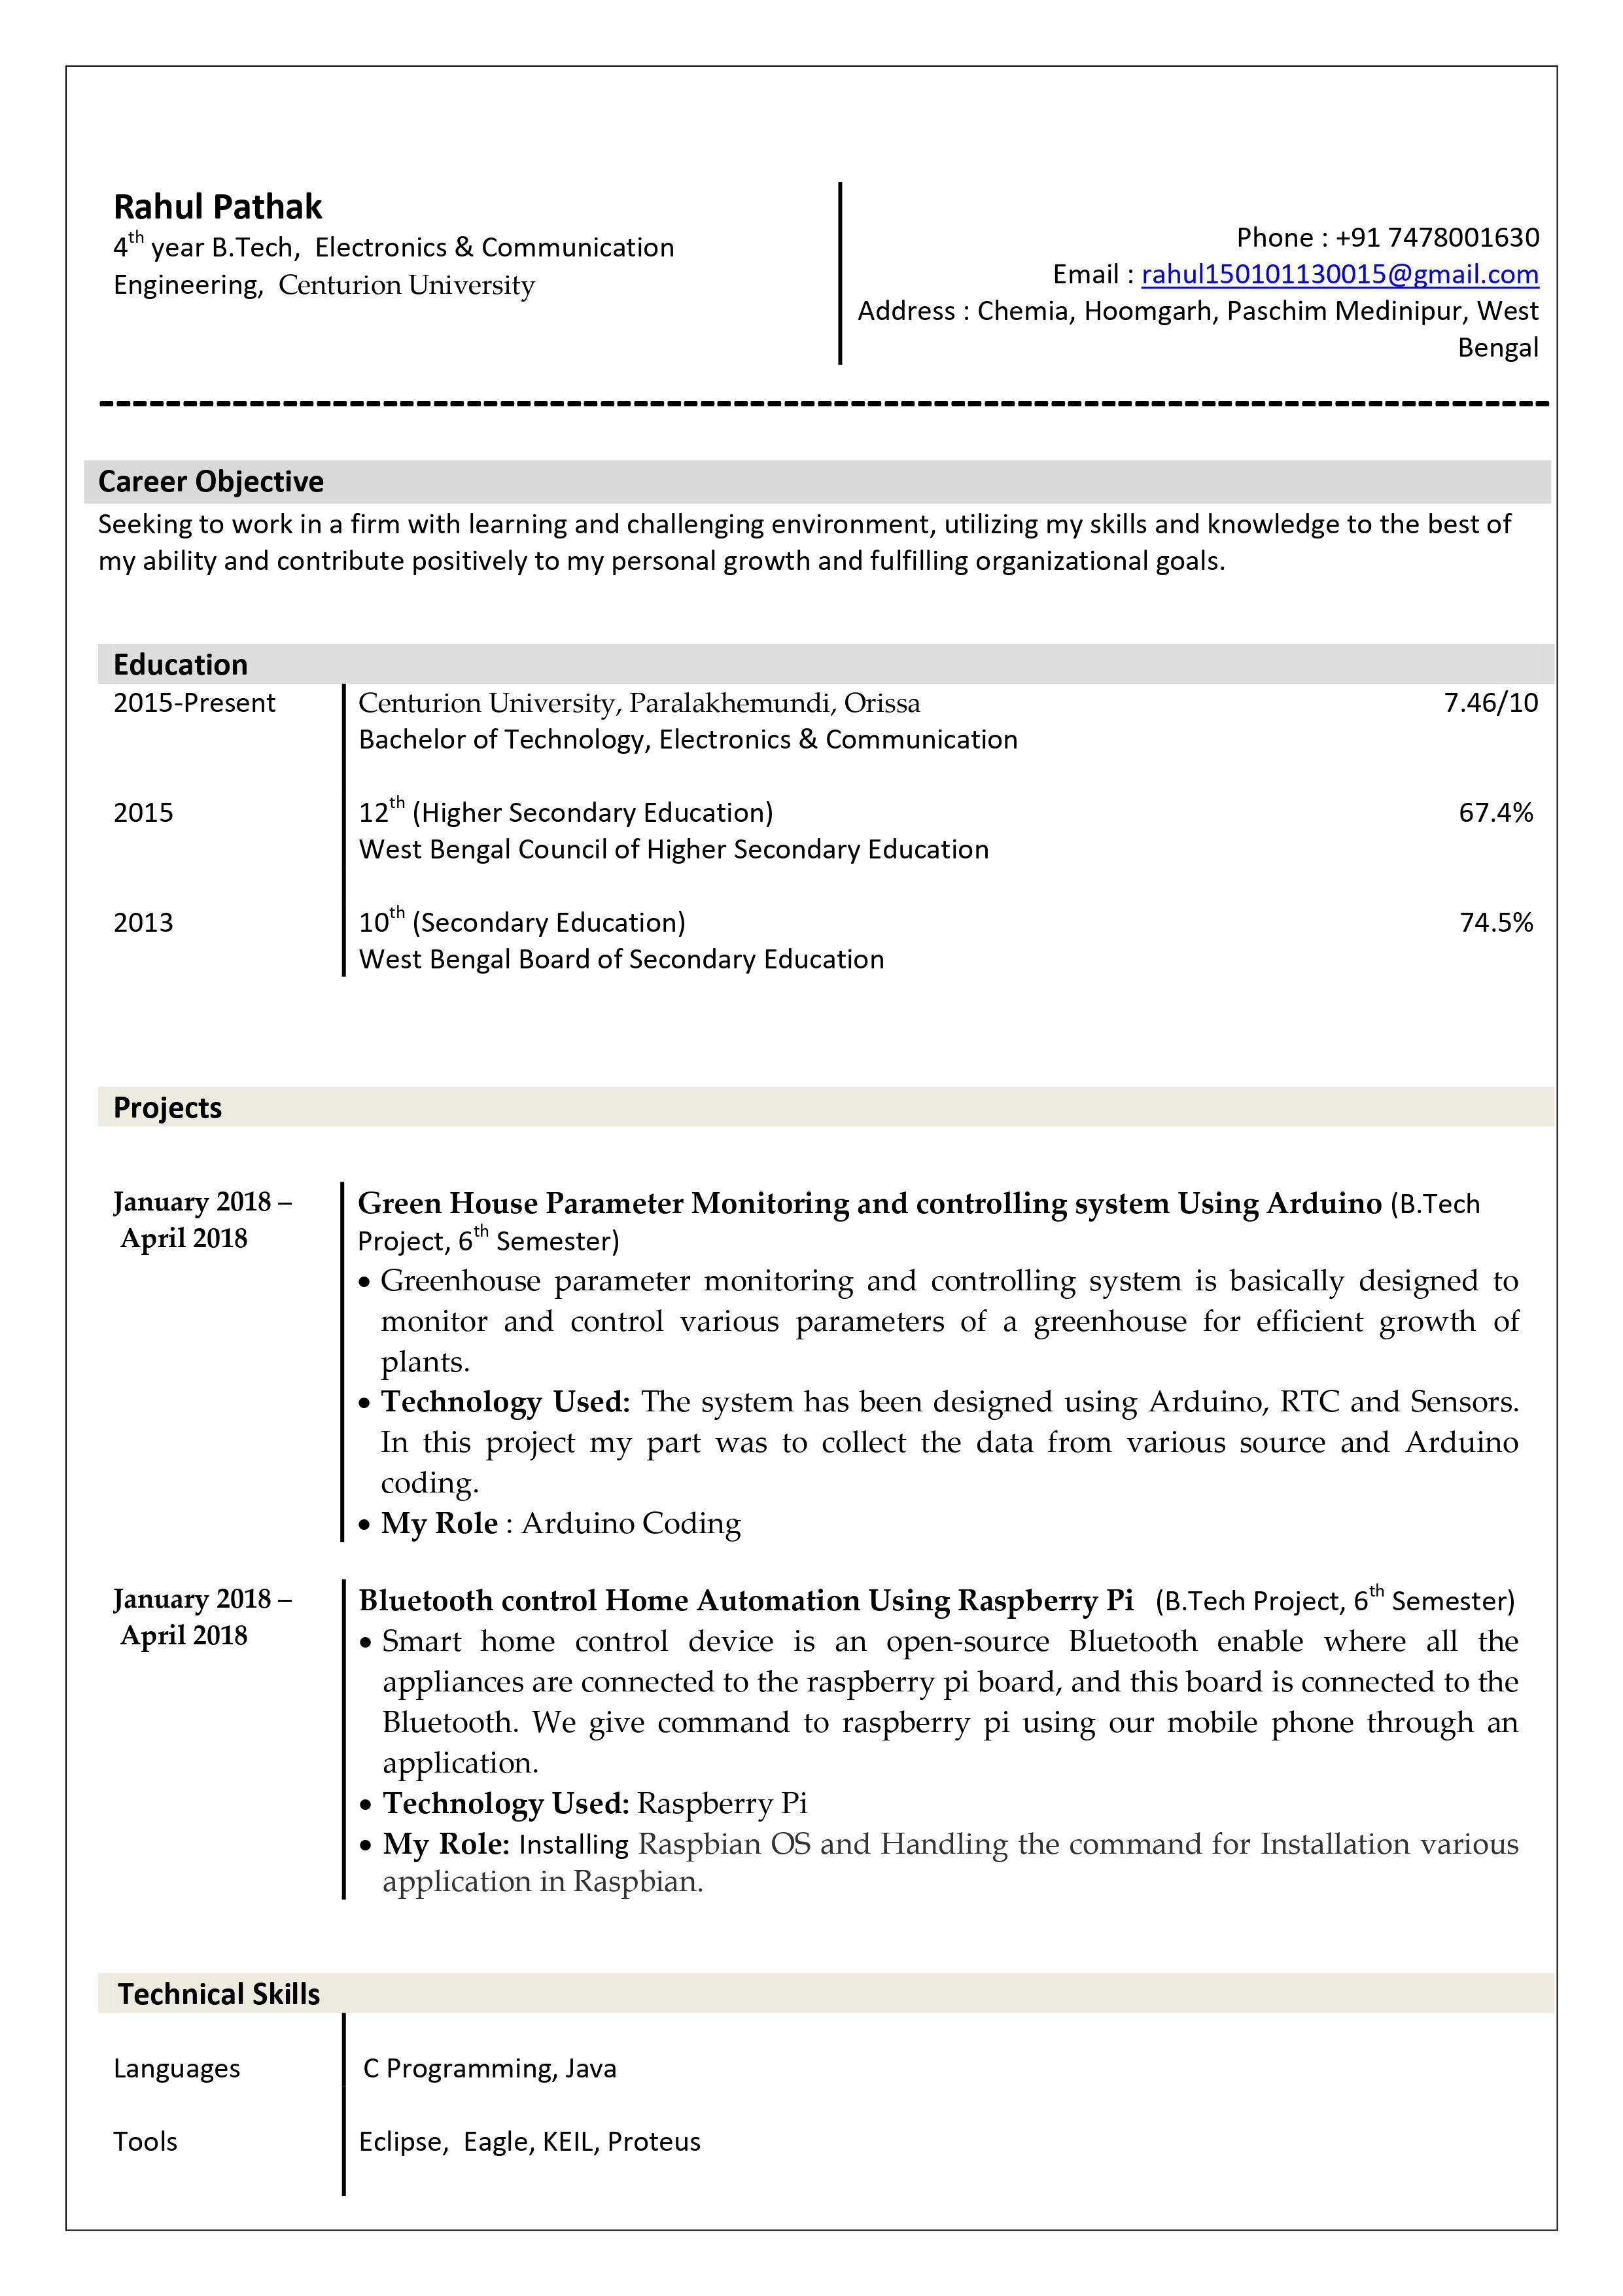 Rahul Pathak
4th year B.Tech, Electronics & Communication
Engineering, Centurion University
Phone : +91 7478001630
Email : rahul150101130015@gmail.com
Address : Chemia, Hoomgarh, Paschim Medinipur, West
Bengal
Career Objective
Seeking to work in a firm with learning and challenging environment, utilizing my skills and knowledge to the best of
my ability and contribute positively to my personal growth and fulfilling organizational goals.
Education
2015-Present Centurion University, Paralakhemundi, Orissa 7.46/10
Bachelor of Technology, Electronics & Communication
2015 12th (Higher Secondary Education) 67.4%
West Bengal Council of Higher Secondary Education
2013 10th (Secondary Education) 74.5%
West Bengal Board of Secondary Education
Projects
January 2018 – Green House Parameter Monitoring and controlling system Using Arduino (B.Tech
April 2018 Project, 6th Semester)
• Greenhouse parameter monitoring and controlling system is basically designed to
monitor and control various parameters of a greenhouse for efficient growth of
plants.
• Technology Used: The system has been designed using Arduino, RTC and Sensors.
In this project my part was to collect the data from various source and Arduino
coding.
• My Role : Arduino Coding
January 2018 – Bluetooth control Home Automation Using Raspberry Pi (B.Tech Project, 6th Semester)
April 2018 • Smart home control device is an open-source Bluetooth enable where all the
appliances are connected to the raspberry pi board, and this board is connected to the
Bluetooth. We give command to raspberry pi using our mobile phone through an
application.
• Technology Used: Raspberry Pi
• My Role: Installing Raspbian OS and Handling the command for Installation various
application in Raspbian.
Technical Skills
Languages C Programming, Java
Tools Eclipse, Eagle, KEIL, Proteus